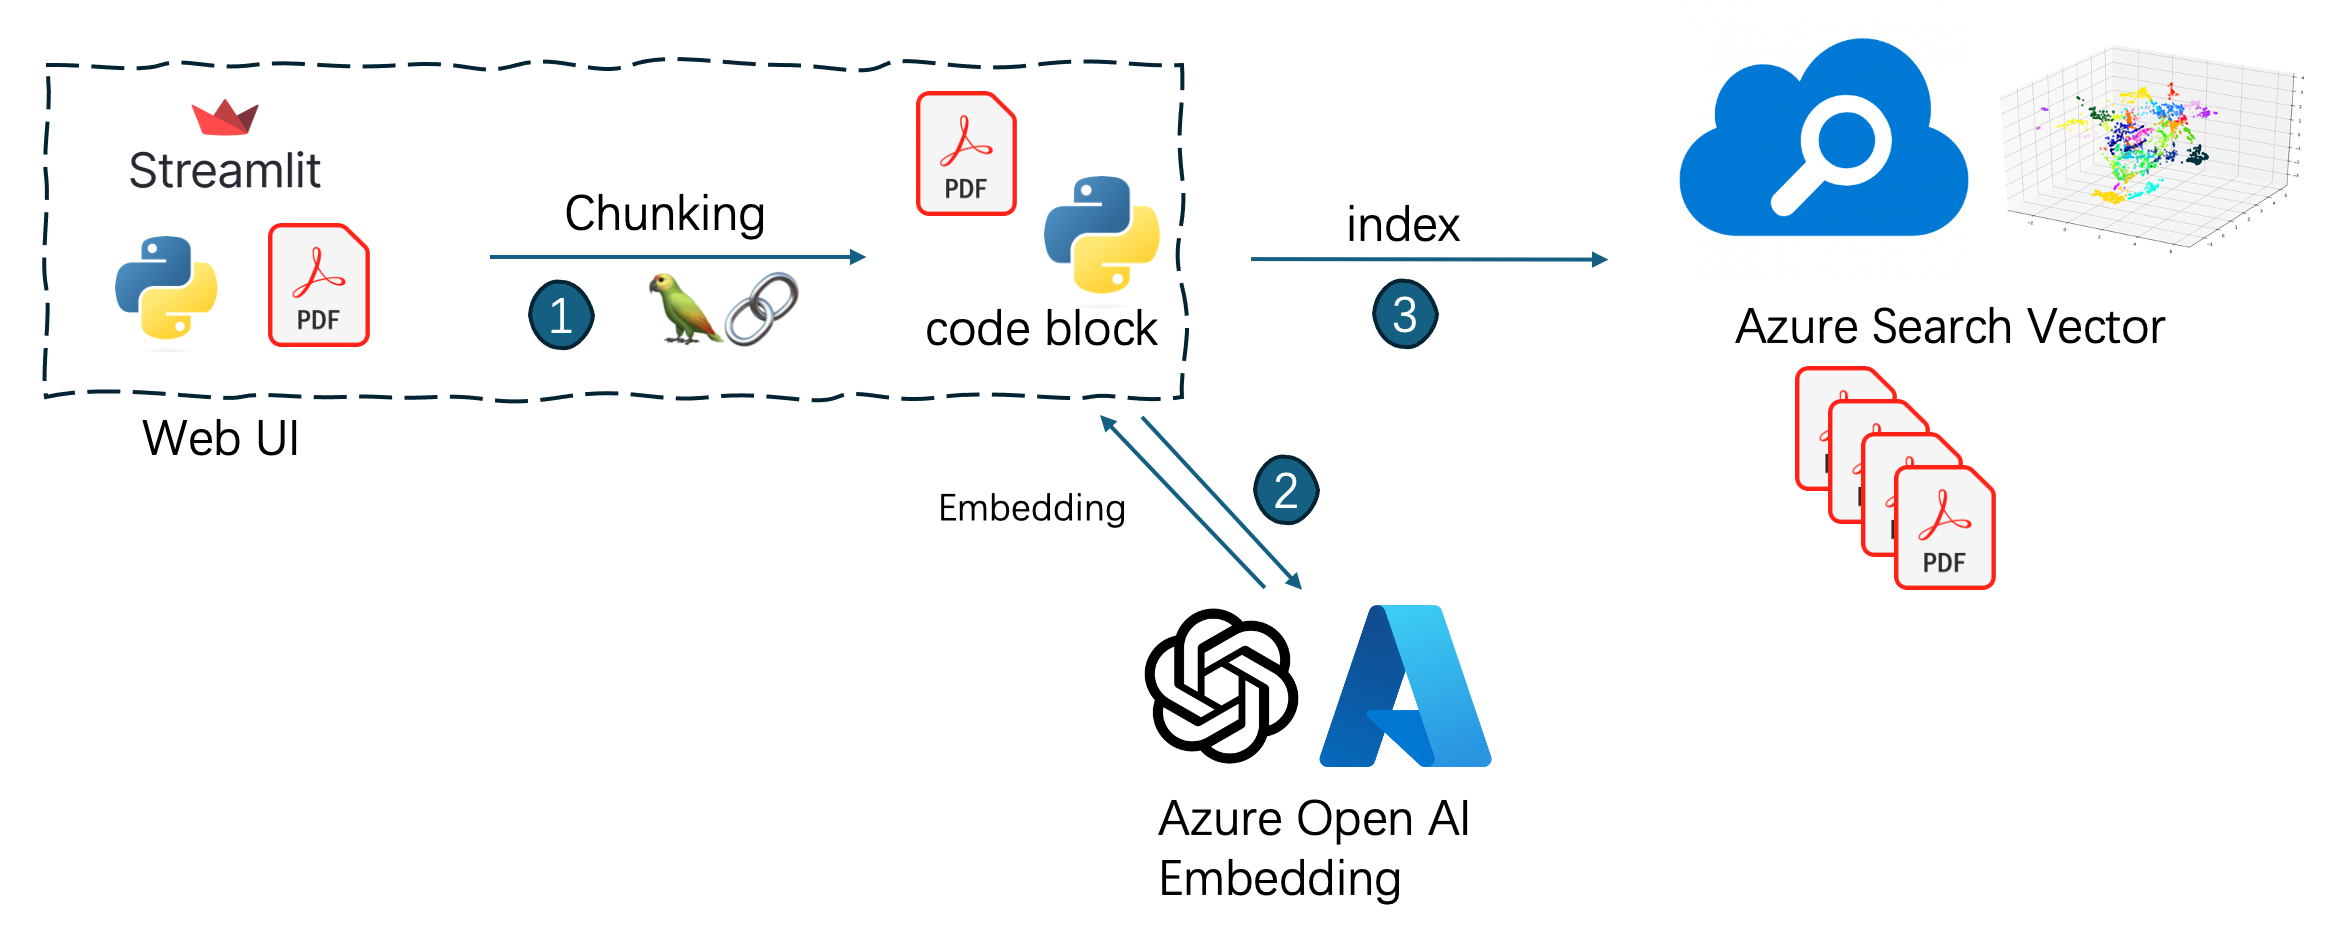 Streamlit
PDF
Chunking
1
PDF
code block
Web UI
index
3
Azure Search Vector
PDF
Embedding
2
Azure Open AI
Embedding